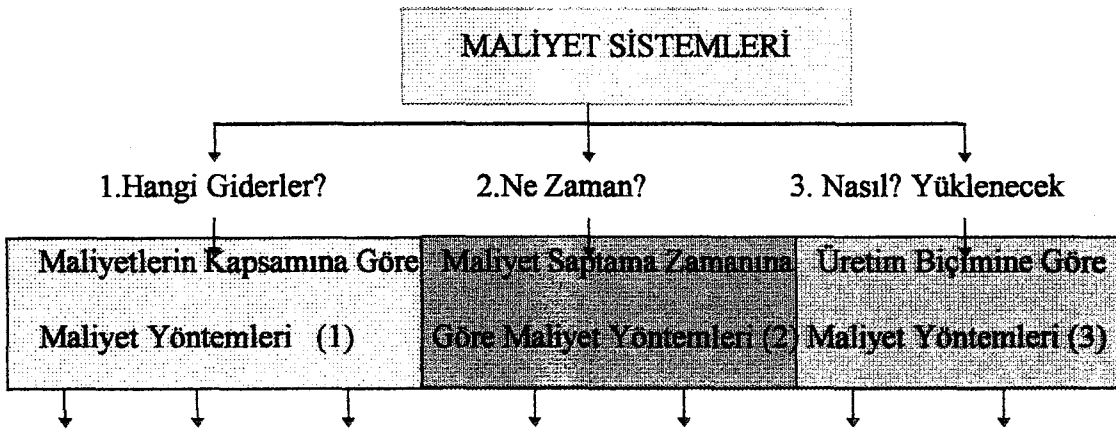 MALİYET SİSTEMLERİ
1.Hangi Giderler?
2.Ne Zaman?
3. Nasıl? Yüklenecek
Maliyetlerin Kapsamına Göre
Maliyet Yöntemleri (1)
Maliyet Saptama Zamanına
Göre Maliyet Yöntemleri (2)
Üretim Biçimine Göre
Maliyet Yöntemleri (3)